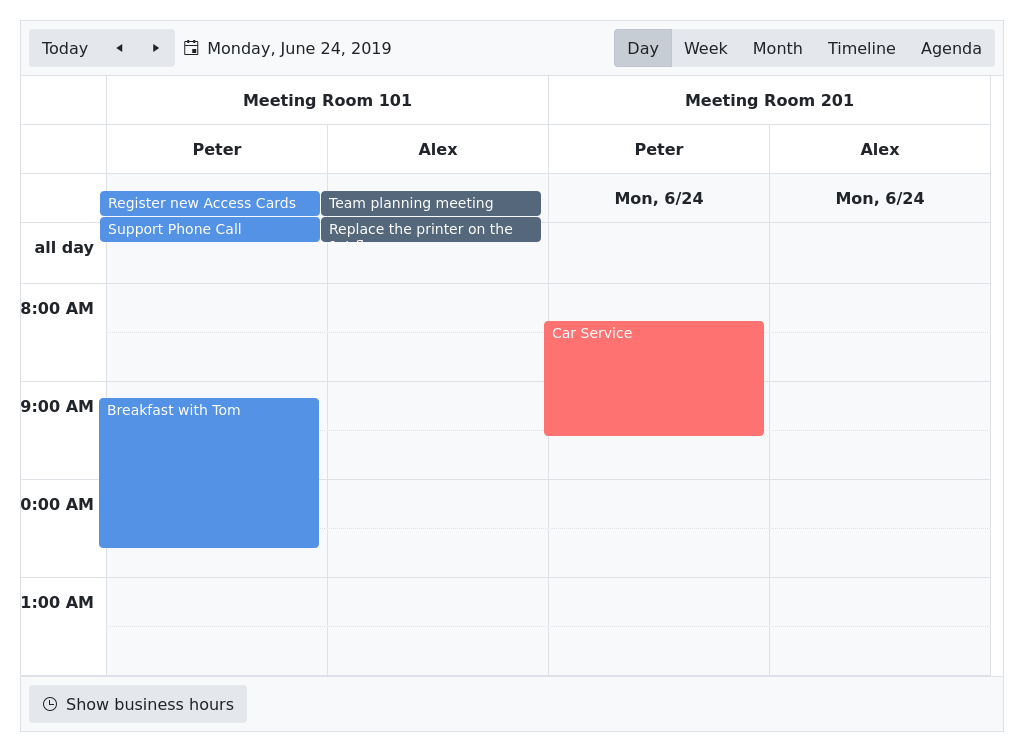 Today
Monday, June 24, 2019
Day Week Month Timeline Agenda
Meeting Room 101 Meeting Room 201
Peter Alex Peter Alex
Register new Access Cards Team planning meeting Mon, 6/24 Mon, 6/24
Support Phone Call Replace the printer on the
all day
8:00 AM
Car Service
9:00 AM
Breakfast with Tom
0:00 AM
1:00 AM
Show business hours